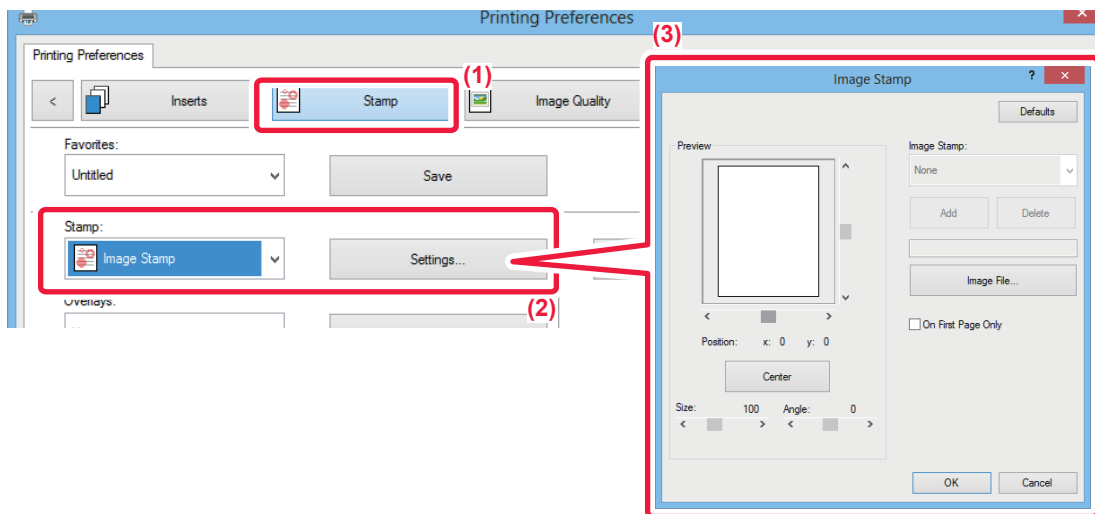 Printing Preferences
(3)
Printing Preferences
(1)
< Inserts Stamp Image Quality
Favorites:
Untitled Save
Stamp:
Image Stamp Settings...
(2)
Overlays:
Image Stamp ? ×
Defaults
Preview
Image Stamp:
None
Add Delete
Image File...
On First Page Only
Position: x: 0 y: 0
Center
Size: 100 Angle: 0
OK Cancel